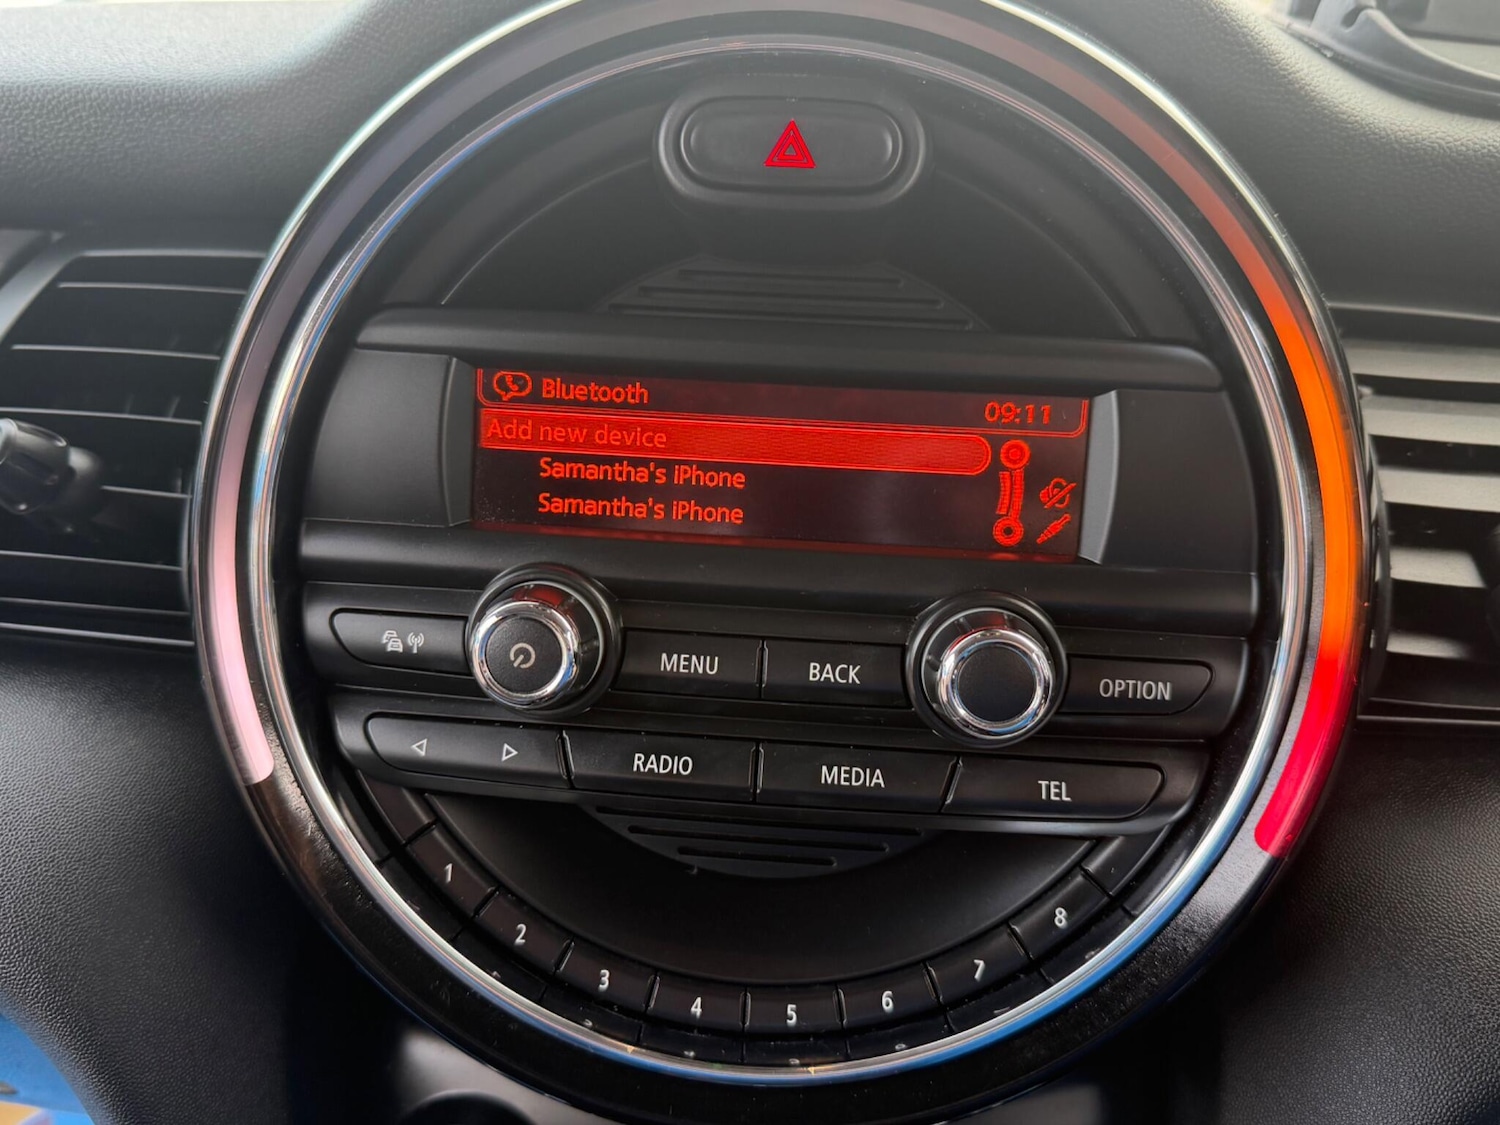 Bluetooth
09:11
Add new device
Samantha's iPhone
Samantha's iPhone
MENU
BACK
OPTION
RADIO
MEDIA
TEL
1
2
3
4
5
6
7
8